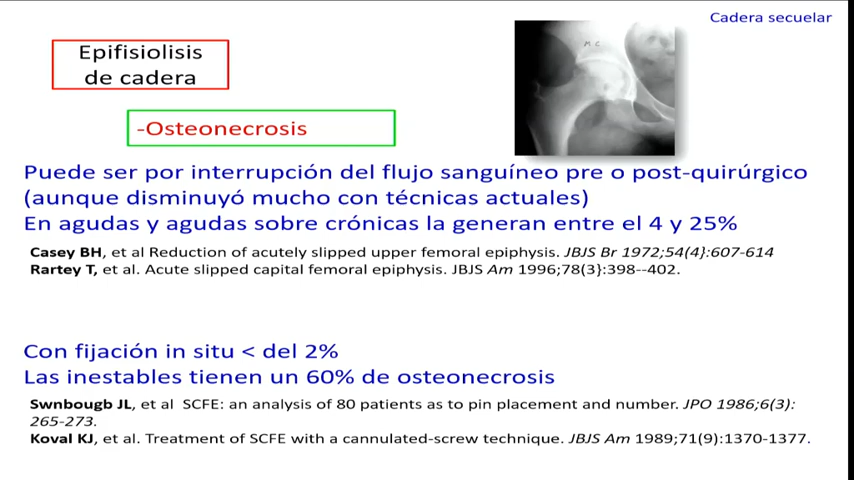 Cadera secuelar
Epifisiolisis
de cadera
M C
-Osteonecrosis
Puede ser por interrupción del flujo sanguíneo pre o post-quirúrgico
(aunque disminuyó mucho con técnicas actuales)
En agudas y agudas sobre crónicas la generan entre el 4 y 25%
Casey BH, et al Reduction of acutely slipped upper femoral epiphysis. JBJS Br 1972;54(4}:607-614
Rartey T, et al. Acute slipped capital femoral epiphysis. JBJS Am 1996;78(3}:398--402.
Con fijación in situ < del 2%
Las inestables tienen un 60% de osteonecrosis
Swnbougb JL, et al SCFE: an analysis of 80 patients as to pin placement and number. JPO 1986;6(3):
265-273.
Koval KJ, et al. Treatment of SCFE with a cannulated-screw technique. JBJS Am 1989;71(9):1370-1377.